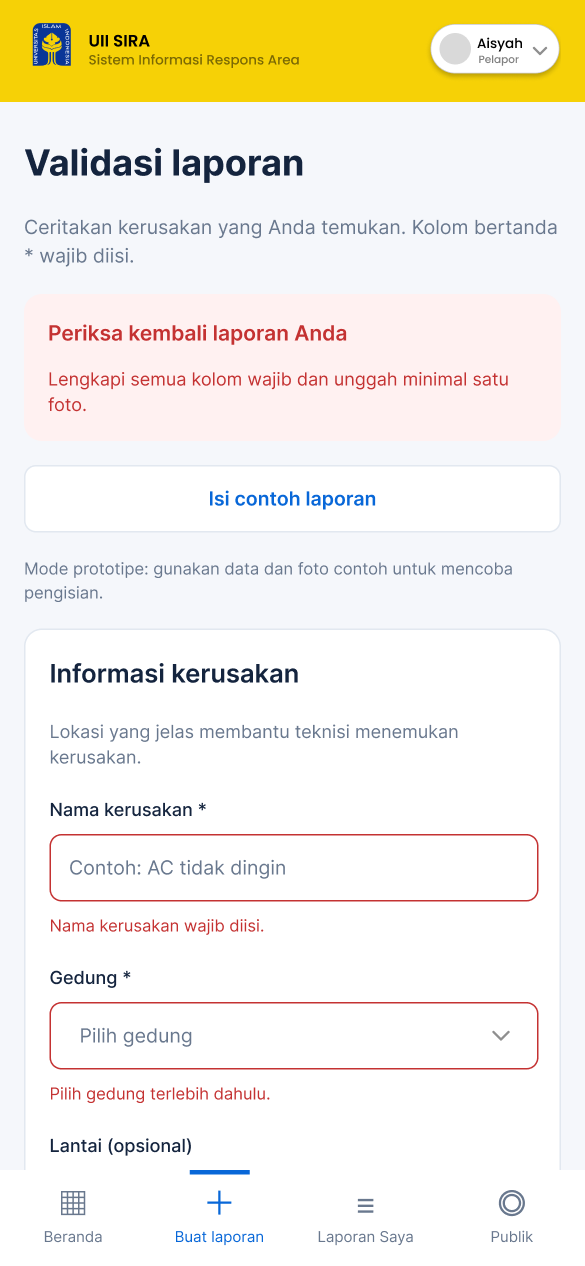 ISLAM
UNIVERSITAS
INDONESIA
UII SIRA
Sistem Informasi Respons Area
Aisyah
Pelapor
Validasi laporan
Ceritakan kerusakan yang Anda temukan. Kolom bertanda
* wajib diisi.
Periksa kembali laporan Anda
Lengkapi semua kolom wajib dan unggah minimal satu
foto.
Isi contoh laporan
Mode prototipe: gunakan data dan foto contoh untuk mencoba
pengisian.
Informasi kerusakan
Lokasi yang jelas membantu teknisi menemukan
kerusakan.
Nama kerusakan *
Contoh: AC tidak dingin
Nama kerusakan wajib diisi.
Gedung *
Pilih gedung
Pilih gedung terlebih dahulu.
Lantai (opsional)
Beranda
Buat laporan
Laporan Saya
Publik